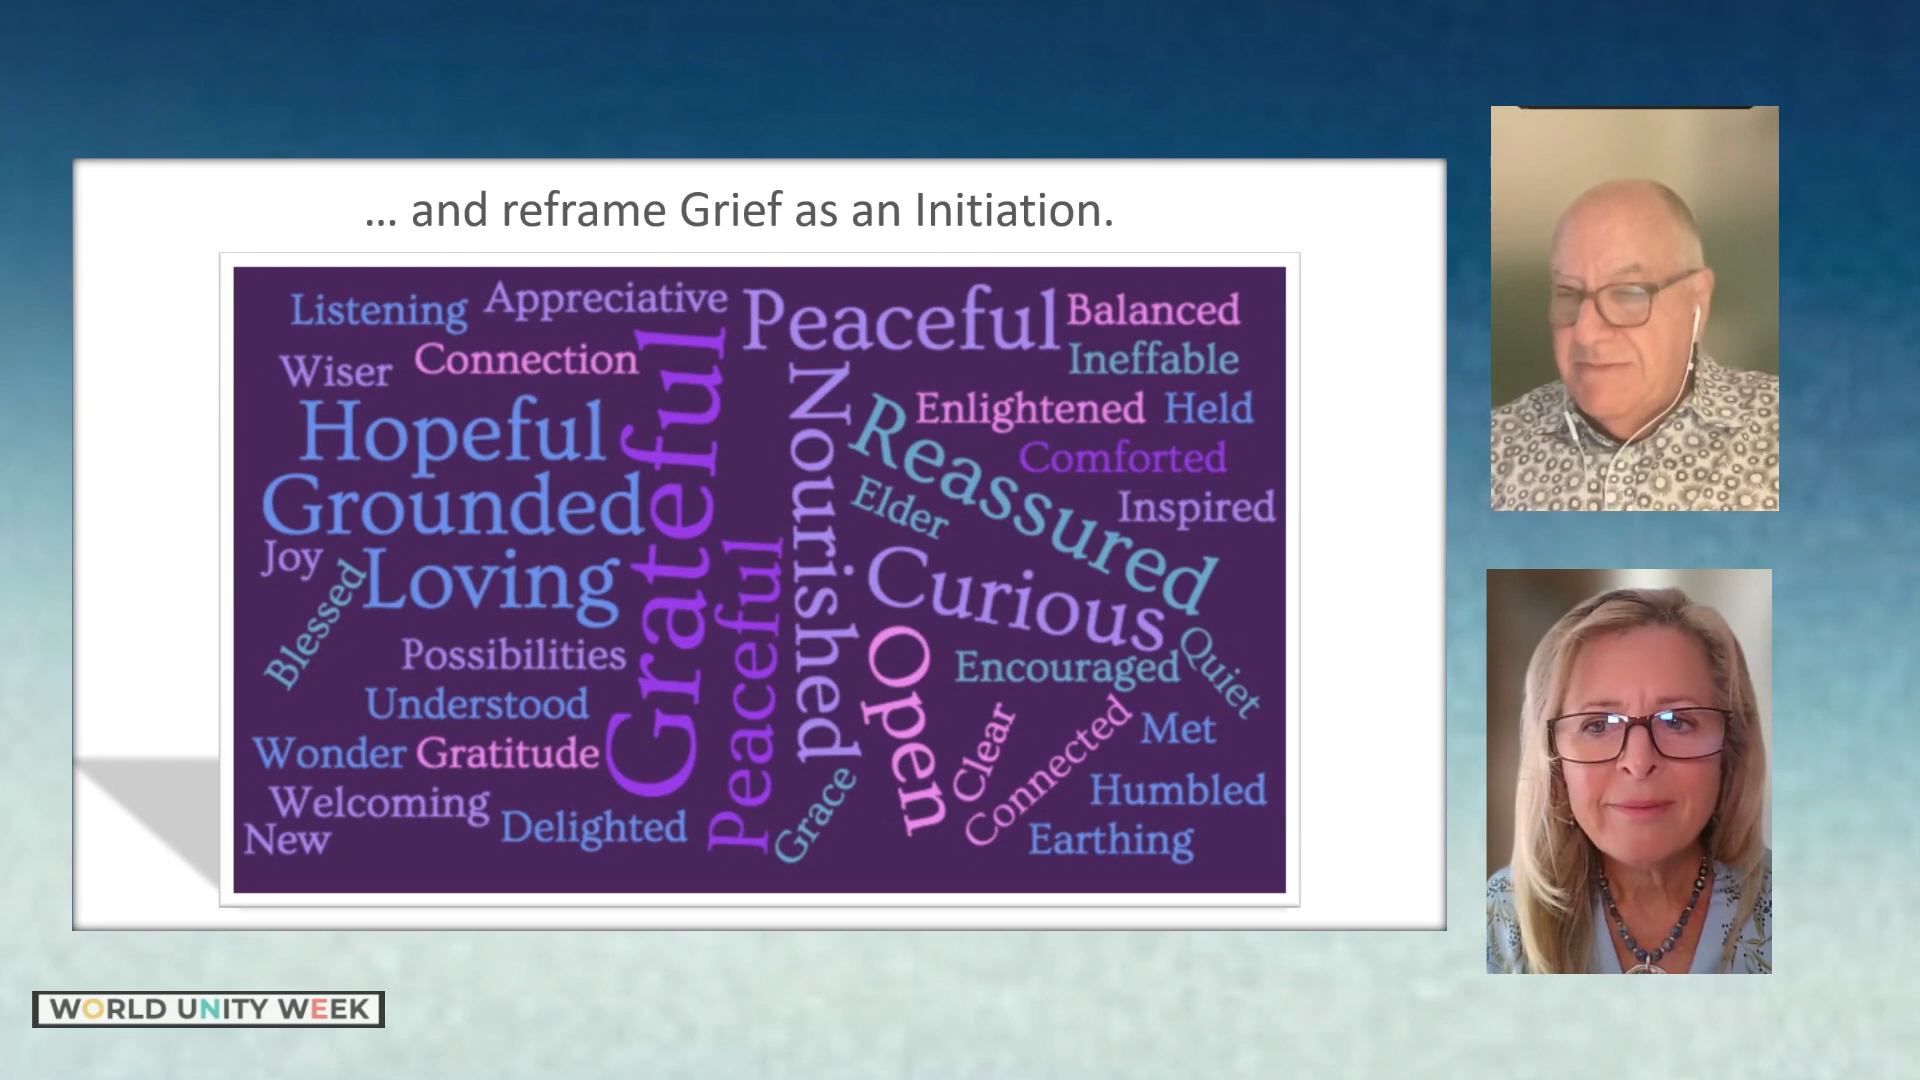 ... and reframe Grief as an Initiation.
Listening
Appreciative
Peaceful
Balanced
Wiser
Connection
Ineffable
Hopeful
Grateful
Nourished
Reassured
Enlightened
Held
Comforted
Grounded
Elder
Inspired
Joy
Loving
Peaceful
Curious
Blessed
Possibilities
Open
Encouraged
Quiet
Understood
Clear
Connected
Met
Wonder
Gratitude
Welcoming
Grace
Humbled
New
Delighted
Earthing
WORLD UNITY WEEK